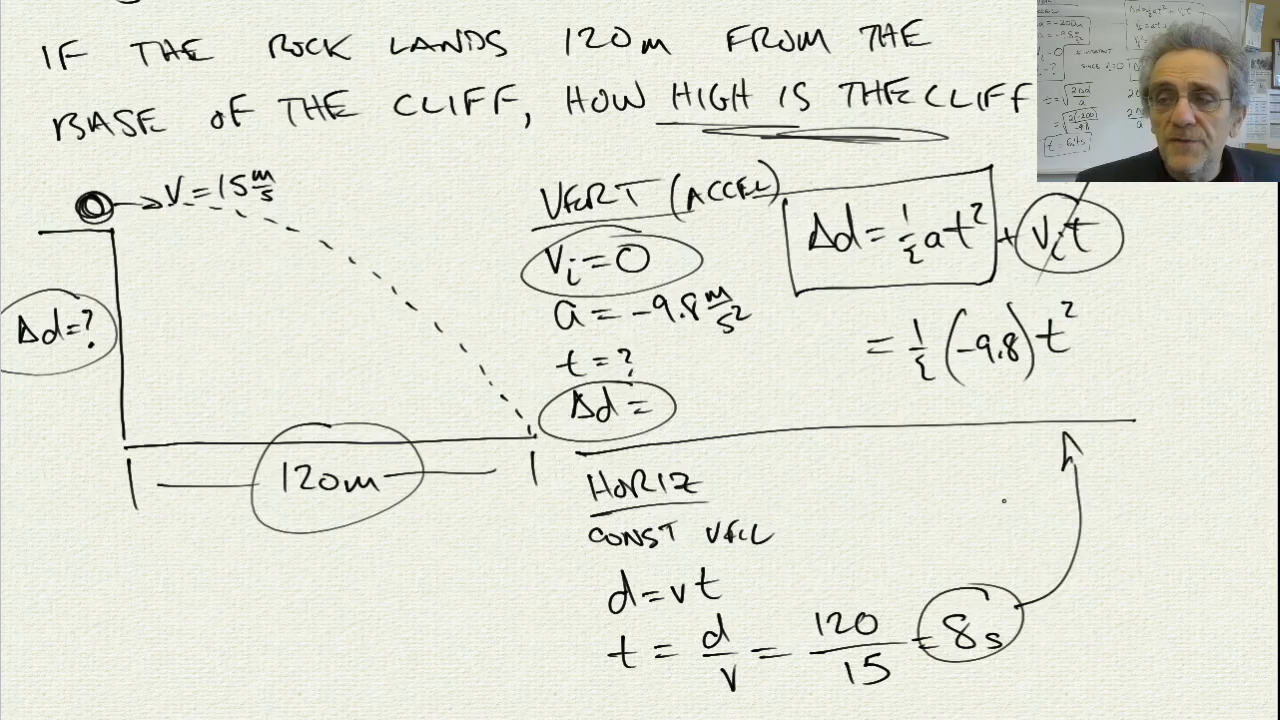 IF THE ROCK LANDS 120m FROM THE
BASE OF THE CLIFF, HOW HIGH IS THE CLIFF
V = 15 m/s
Δd = ?
120m
VERT (ACCEL)
Vi = 0
a = -9.8 m/s²
t = ?
Δd =
Δd = ½at² + Vit
= ½(-9.8)t²
HORIZ
CONST VEL
d = vt
t = d/v = 120/15 = 8s